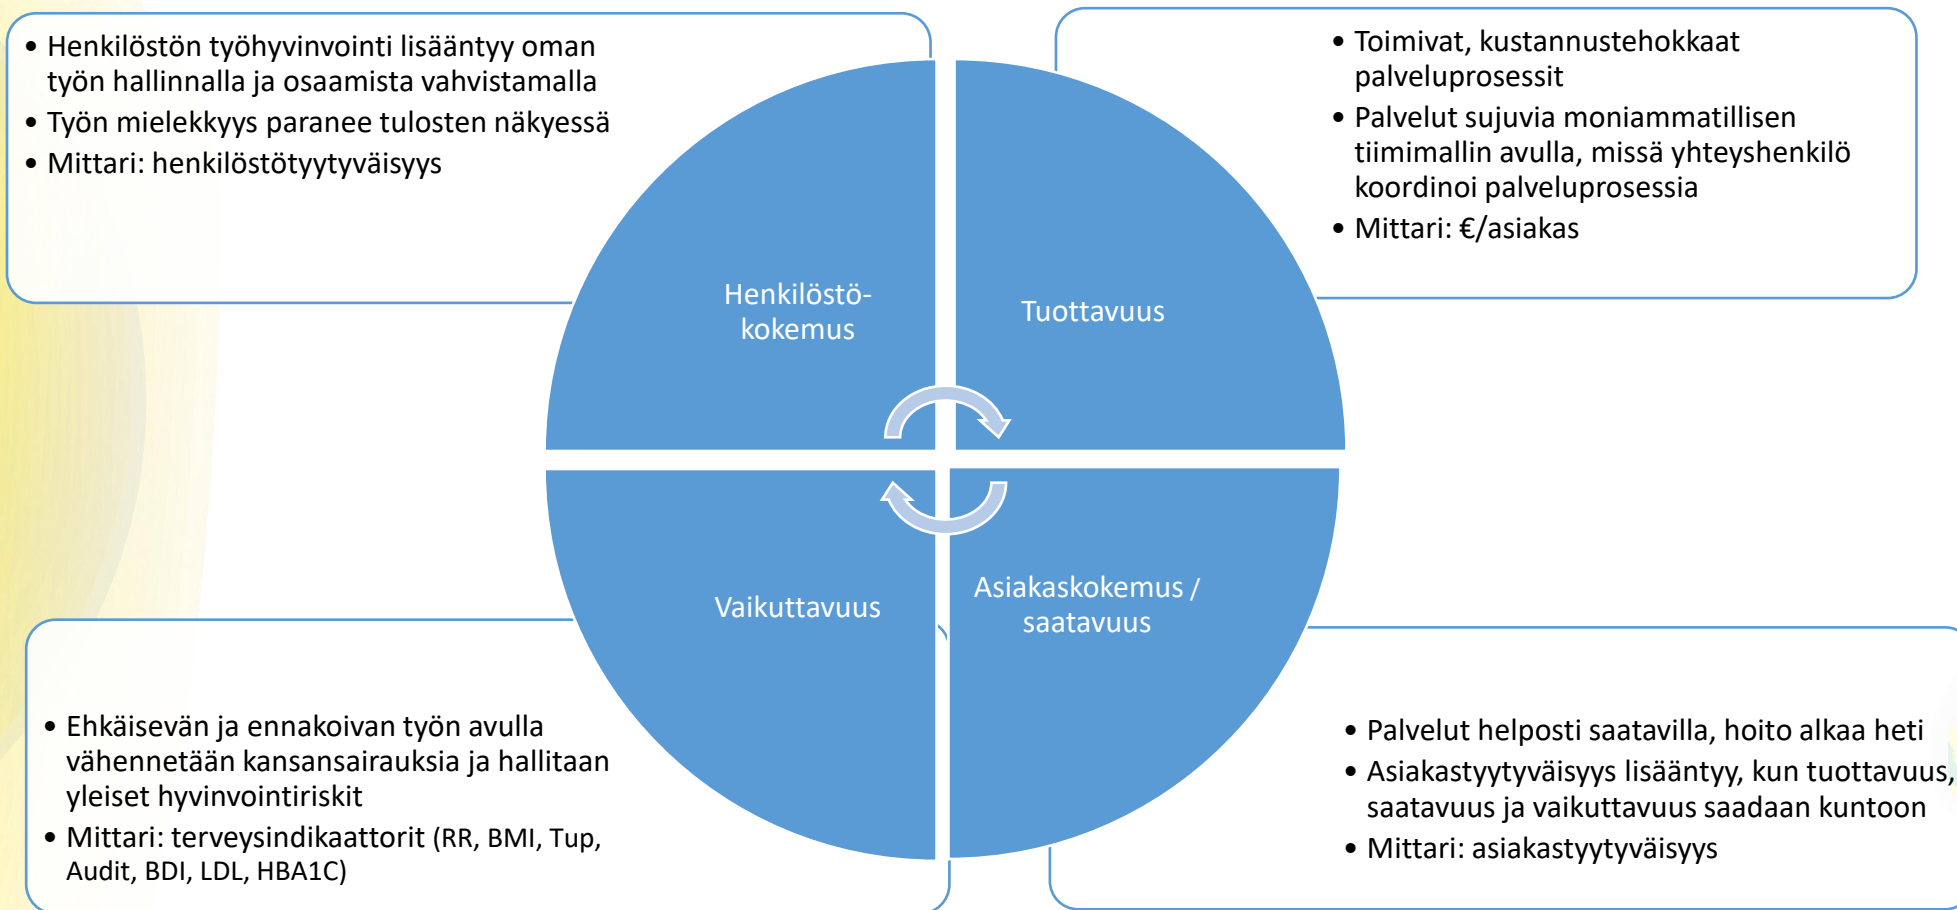 • Henkilöstön työhyvinvointi lisääntyy oman
työn hallinnalla ja osaamista vahvistamalla
• Työn mielekkyys paranee tulosten näkyessä
• Mittari: henkilöstötyytyväisyys
• Toimivat, kustannustehokkaat
palveluprosessit
• Palvelut sujuvia moniammatillisen
tiimimallin avulla, missä yhteyshenkilö
koordinoi palveluprosessia
• Mittari: €/asiakas
Henkilöstö-
kokemus
Tuottavuus
Vaikuttavuus
Asiakaskokemus /
saatavuus
• Ehkäisevän ja ennakoivan työn avulla
vähennetään kansansairauksia ja hallitaan
yleiset hyvinvointiriskit
• Mittari: terveysindikaattorit (RR, BMI, Tup,
Audit, BDI, LDL, HBA1C)
• Palvelut helposti saatavilla, hoito alkaa heti
• Asiakastyytyväisyys lisääntyy, kun tuottavuus,
saatavuus ja vaikuttavuus saadaan kuntoon
• Mittari: asiakastyytyväisyys